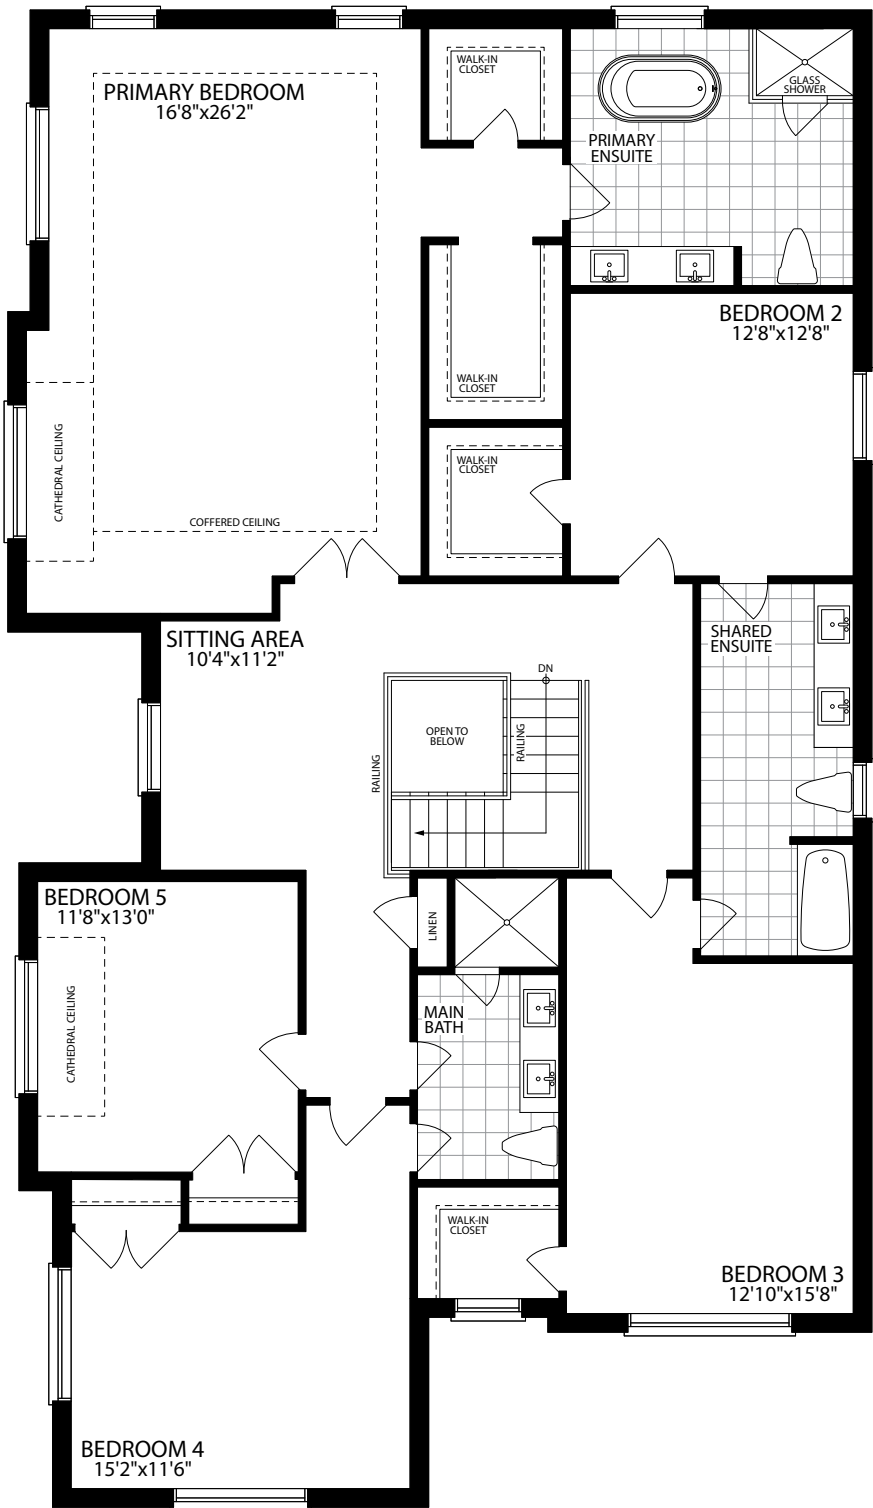 WALK-IN
CLOSET
PRIMARY BEDROOM
16'8"x26'2"
GLASS
SHOWER
PRIMARY
ENSUITE
BEDROOM 2
12'8"x12'8"
WALK-IN
CLOSET
CATHEDRAL CEILING
WALK-IN
CLOSET
COFFERED CEILING
SITTING AREA
10'4"x11'2"
SHARED
ENSUITE
DN
OPEN TO
BELOW
RAILING
RAILING
BEDROOM 5
11'8"x13'0"
LINEN
CATHEDRAL CEILING
MAIN
BATH
WALK-IN
CLOSET
BEDROOM 3
12'10"x15'8"
BEDROOM 4
15'2"x11'6"